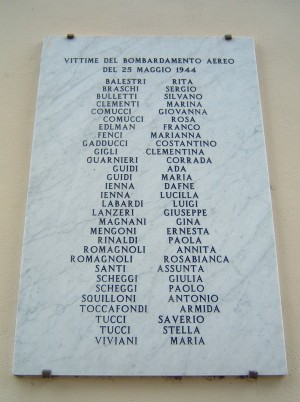 VITTIME DEL BOMBARDAMENTO AEREO
DEL 25 MAGGIO 1944
BALESTRI RITA
BRASCHI SERGIO
BULLETTI SILVANO
CLEMENTI MARINA
COMUCCI GIOVANNA
COMUCCI ROSA
EDLMAN FRANCO
FENCI MARIANNA
GADDUCCI COSTANTINO
GIGLI CLEMENTINA
GUARNIERI CORRADA
GUIDI ADA
GUIDI MARIA
IENNA DAFNE
IENNA LUCILLA
LABARDI LUIGI
LANZERI GIUSEPPE
MAGNANI GINA
MENGONI ERNESTA
RINALDI PAOLA
ROMAGNOLI ANNITA
ROMAGNOLI ROSABIANCA
SANTI ASSUNTA
SCHEGGI GIULIA
SCHEGGI PAOLO
SQUILLONI ANTONIO
TOCCAFONDI ARMIDA
TUCCI SAVERIO
TUCCI STELLA
VIVIANI MARIA